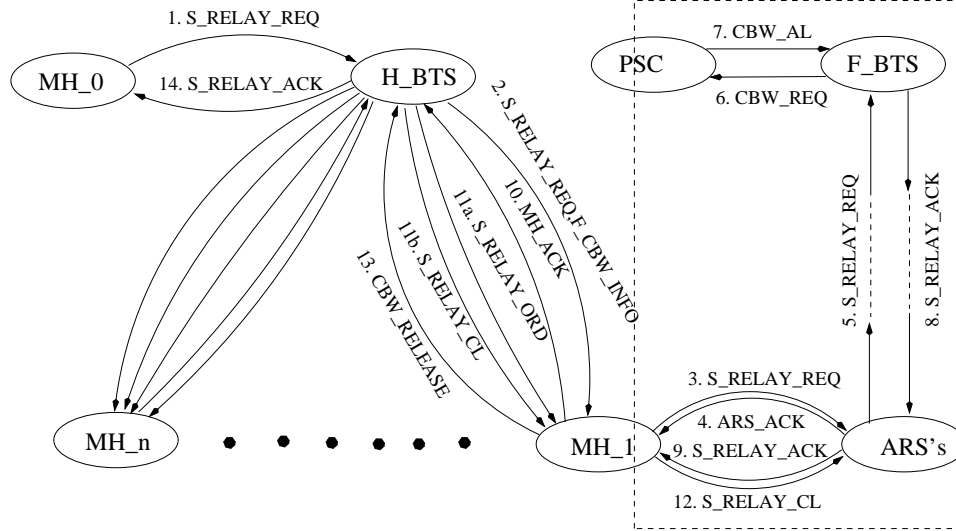 1. S_RELAY_REQ
MH_0
H_BTS
14. S_RELAY_ACK
7. CBW_AL
PSC
F_BTS
6. CBW_REQ
2. S_RELAY_REQ,F_CBW_INFO
10. MH_ACK
11a. S_RELAY_ORD
11b. S_RELAY_CL
13. CBW_RELEASE
5. S_RELAY_REQ
8. S_RELAY_ACK
3. S_RELAY_REQ
4. ARS_ACK
9. S_RELAY_ACK
12. S_RELAY_CL
MH_n
MH_1
ARS's